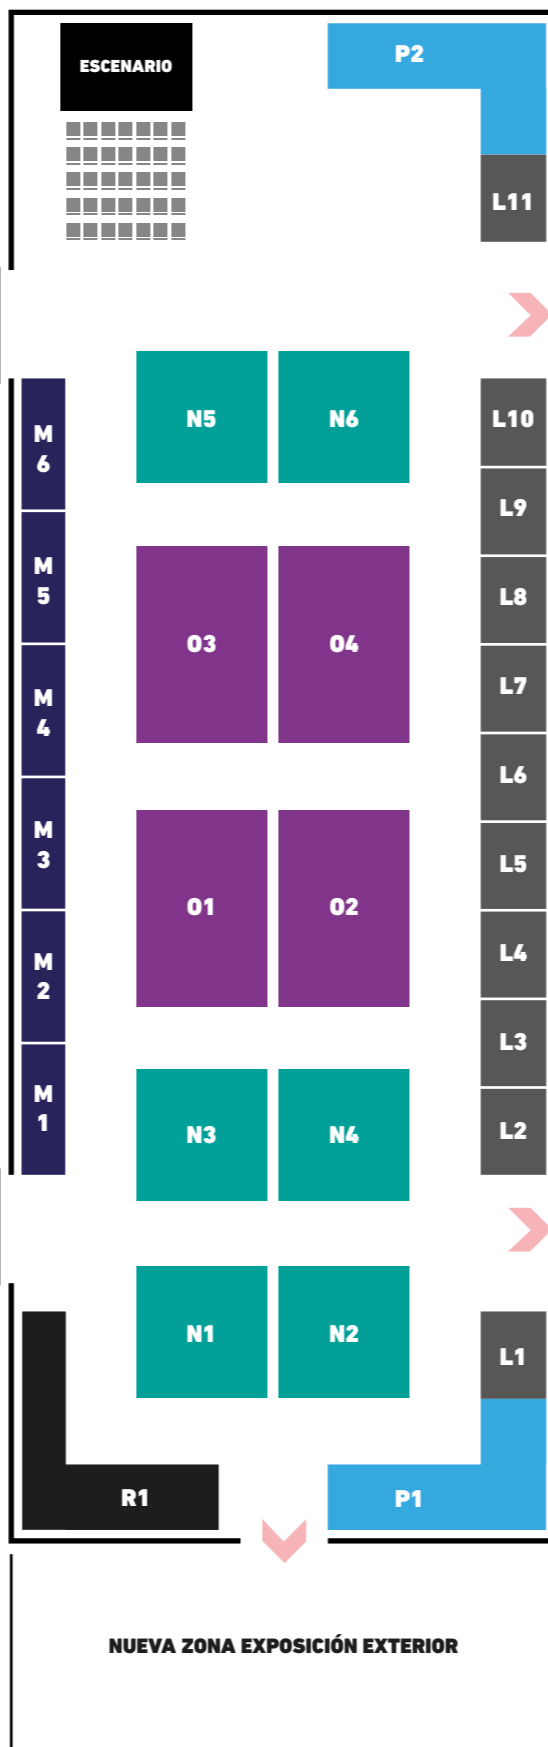 ESCENARIO
P2
L11
N5
N6
L10
M
6
L9
M
5
L8
O3
O4
L7
M
4
L6
M
3
L5
O1
O2
L4
M
2
L3
M
1
N3
N4
L2
N1
N2
L1
R1
P1
NUEVA ZONA EXPOSICIÓN EXTERIOR